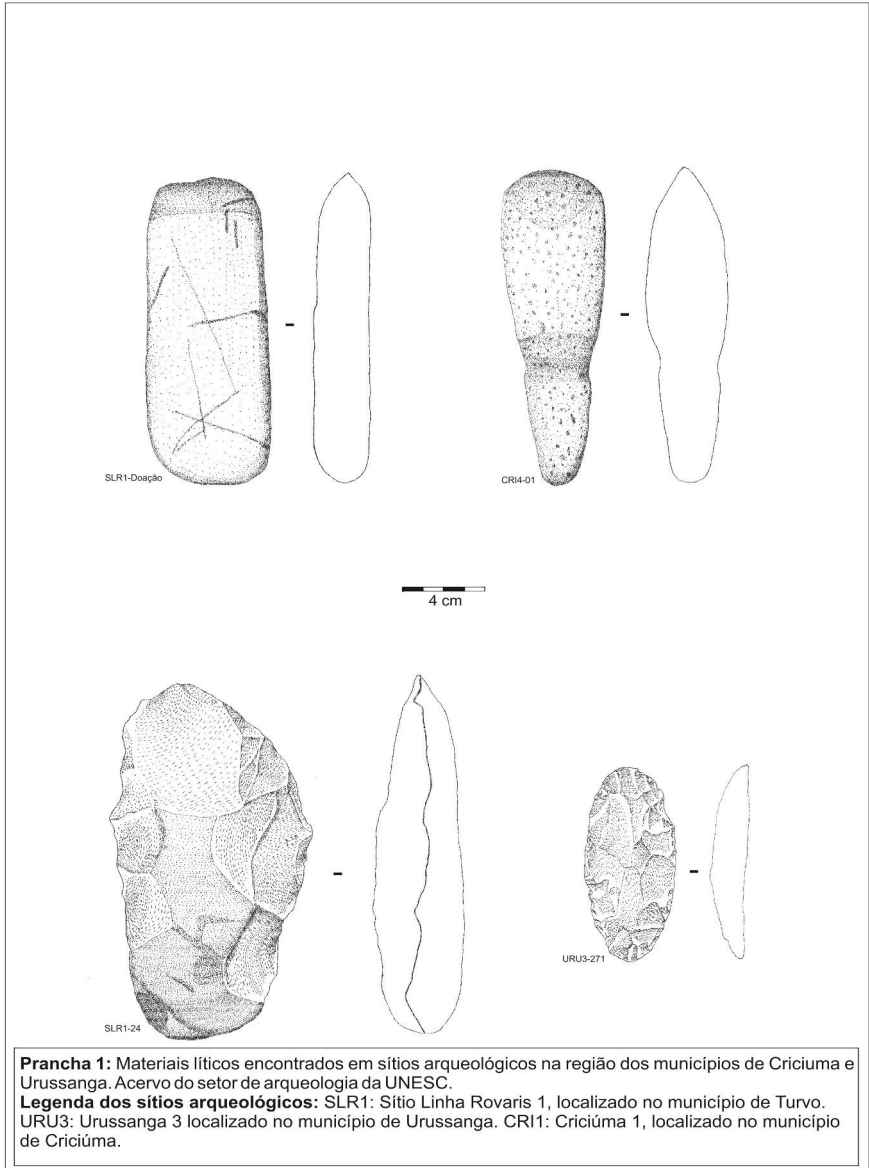 SLR1-Doação
CRI4-01
4 cm
SLR1-24
URU3-271
Prancha 1: Materiais líticos encontrados em sítios arqueológicos na região dos municípios de Criciuma e
Urussanga. Acervo do setor de arqueologia da UNESC.
Legenda dos sítios arqueológicos: SLR1: Sítio Linha Rovaris 1, localizado no município de Turvo.
URU3: Urussanga 3 localizado no município de Urussanga. CRI1: Criciúma 1, localizado no município
de Criciúma.